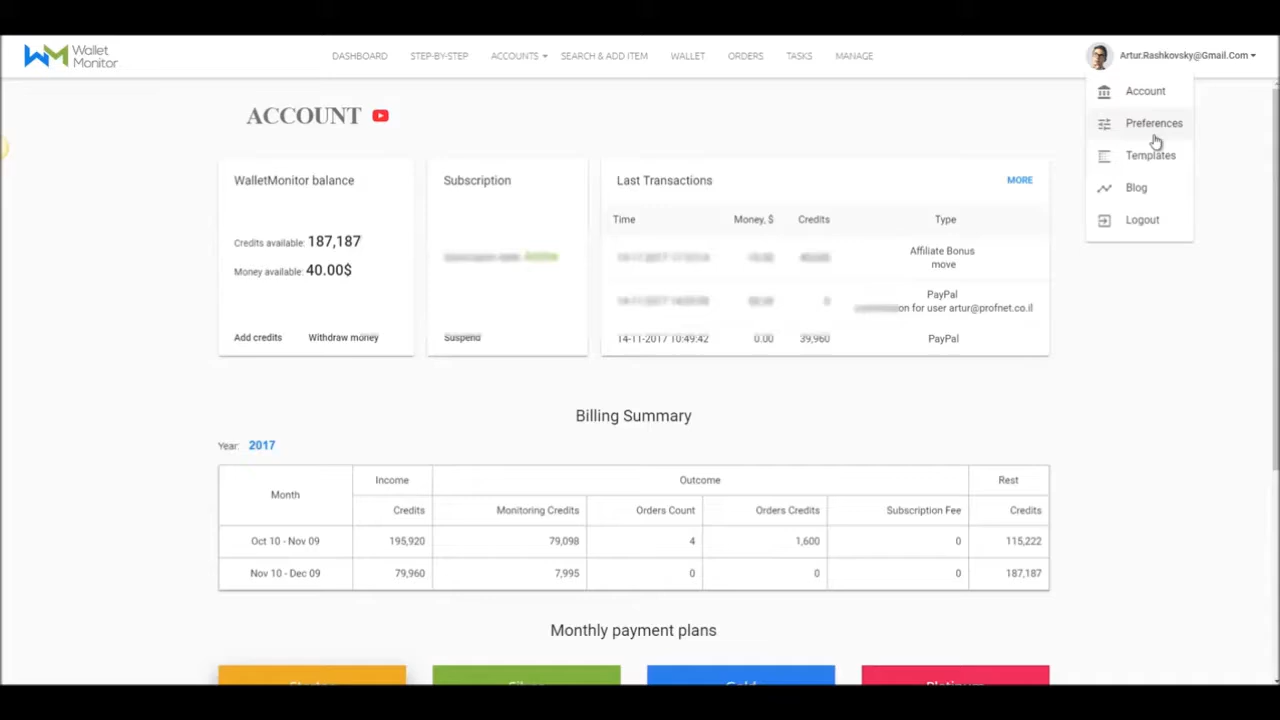 Wallet
Monitor
DASHBOARD STEP-BY-STEP ACCOUNTS SEARCH & ADD ITEM WALLET ORDERS TASKS MANAGE
Artur.Rashkovsky@Gmail.Com
Account
Preferences
Templates
Blog
Logout
ACCOUNT
WalletMonitor balance
Credits available: 187,187
Money available: 40.00$
Add credits Withdraw money
Subscription
Suspend
Last Transactions MORE
Time Money, $ Credits Type
Affiliate Bonus
move
PayPal
on for user artur@profnet.co.il
14-11-2017 10:49:42 0.00 39,960 PayPal
Billing Summary
Year: 2017
Month Income Outcome Rest
Credits Monitoring Credits Orders Count Orders Credits Subscription Fee Credits
Oct 10 - Nov 09 195,920 79,098 4 1,600 0 115,222
Nov 10 - Dec 09 79,960 7,995 0 0 0 187,187
Monthly payment plans
Gold Platinum